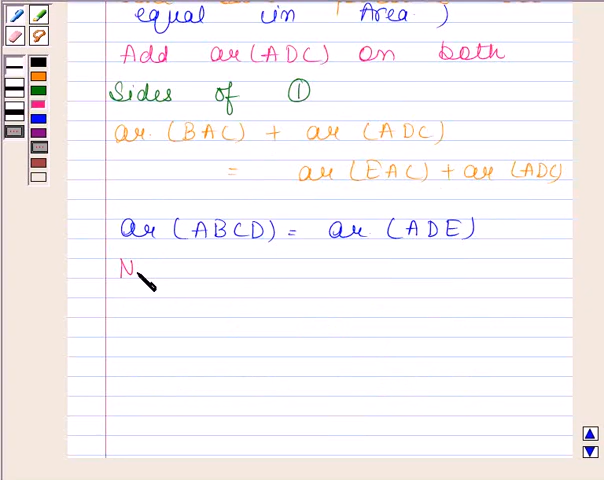 equal in Area )
Add ar(ADC) on both
Sides of ①
ar. (BAC) + ar (ADC)
= ar (EAC) + ar (ADC)
ar (ABCD) = ar. (ADE)
N